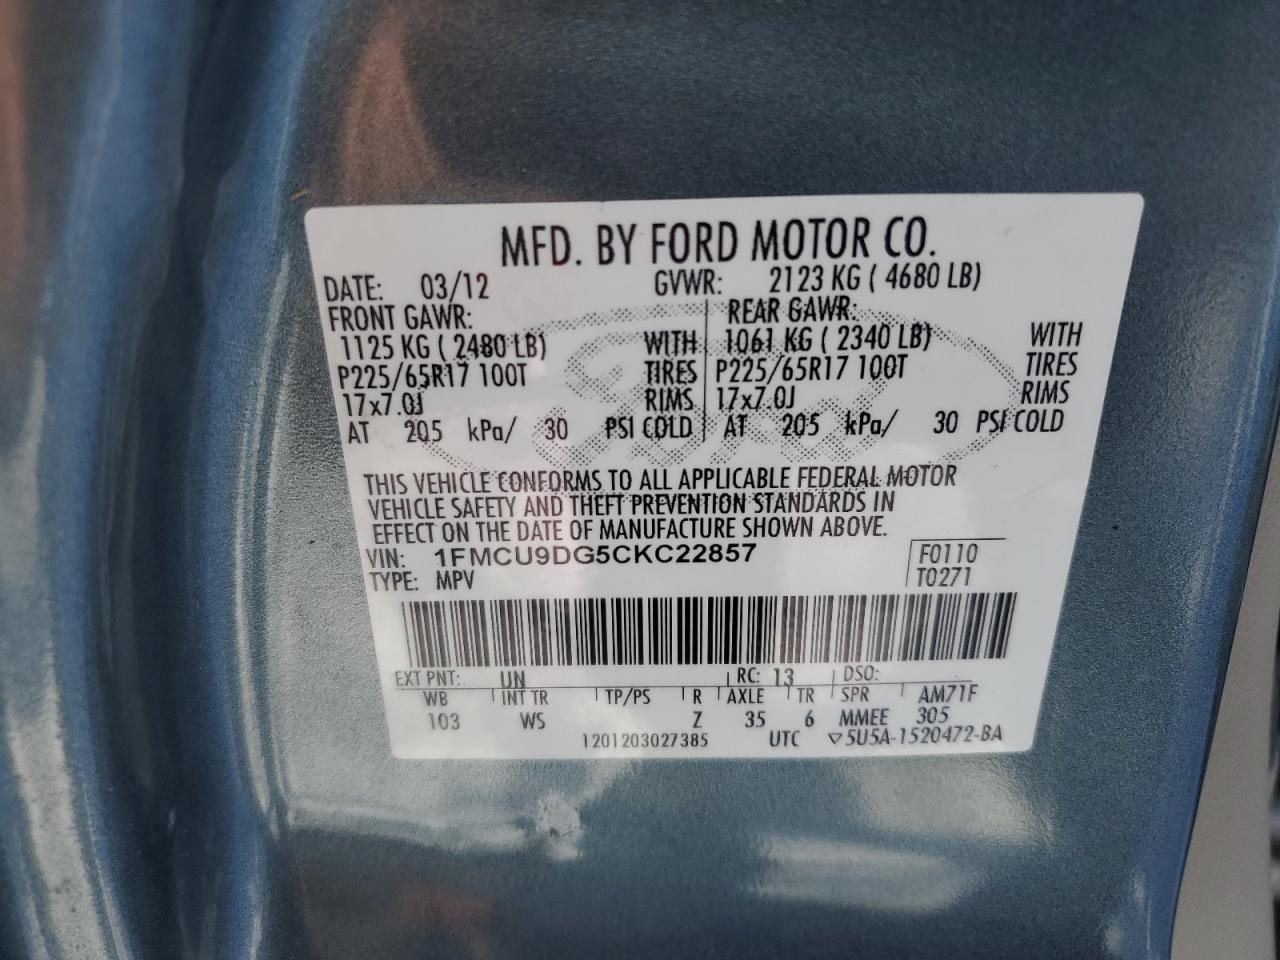 MFD. BY FORD MOTOR CO.
DATE: 03/12 GVWR: 2123 KG ( 4680 LB)
FRONT GAWR: REAR GAWR:
1125 KG ( 2480 LB) WITH 1061 KG ( 2340 LB) WITH
P225/65R17 100T TIRES P225/65R17 100T TIRES
17x7.0J RIMS 17x7.0J RIMS
AT 205 kPa/ 30 PSI COLD AT 205 kPa/ 30 PSI COLD
THIS VEHICLE CONFORMS TO ALL APPLICABLE FEDERAL MOTOR
VEHICLE SAFETY AND THEFT PREVENTION STANDARDS IN
EFFECT ON THE DATE OF MANUFACTURE SHOWN ABOVE.
VIN: 1FMCU9DG5CKC22857 F0110
TYPE: MPV T0271
EXT PNT: UN RC: 13 DSO:
WB INT TR TP/PS R AXLE TR SPR AM71F
103 WS Z 35 6 MMEE 305
1201203027385 UTC ▽5U5A-1520472-BA